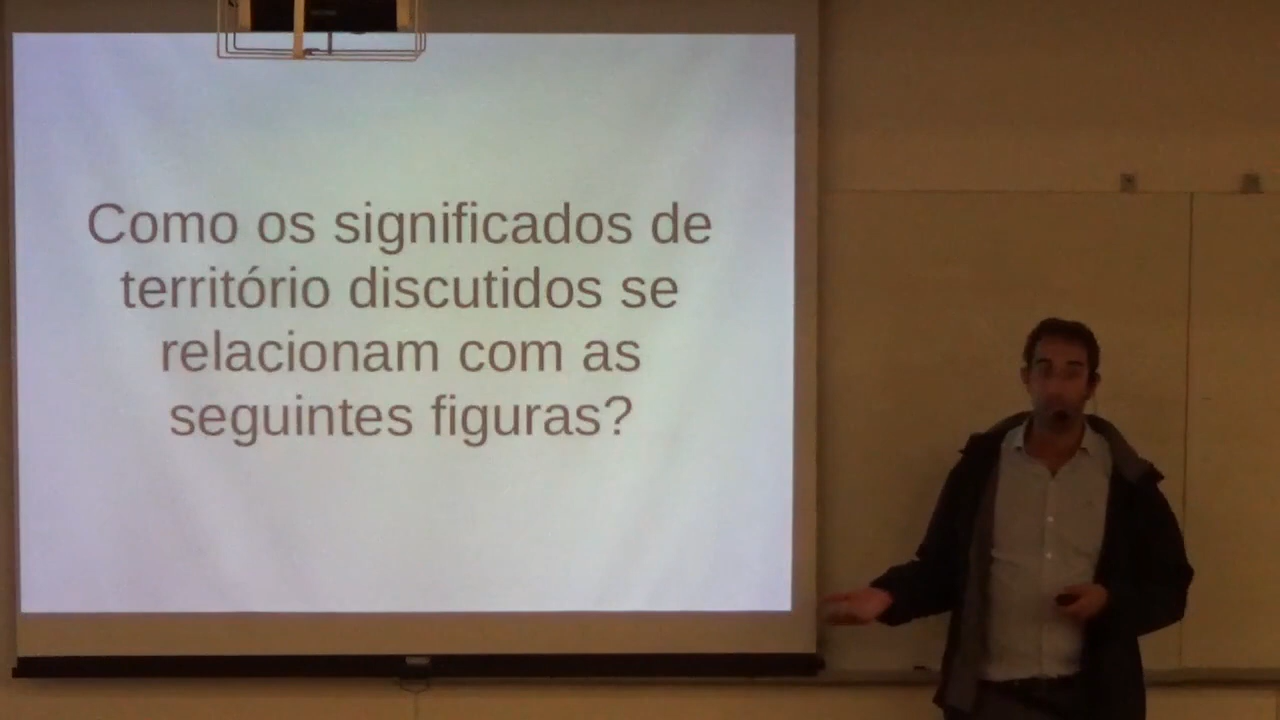 Como os significados de
território discutidos se
relacionam com as
seguintes figuras?